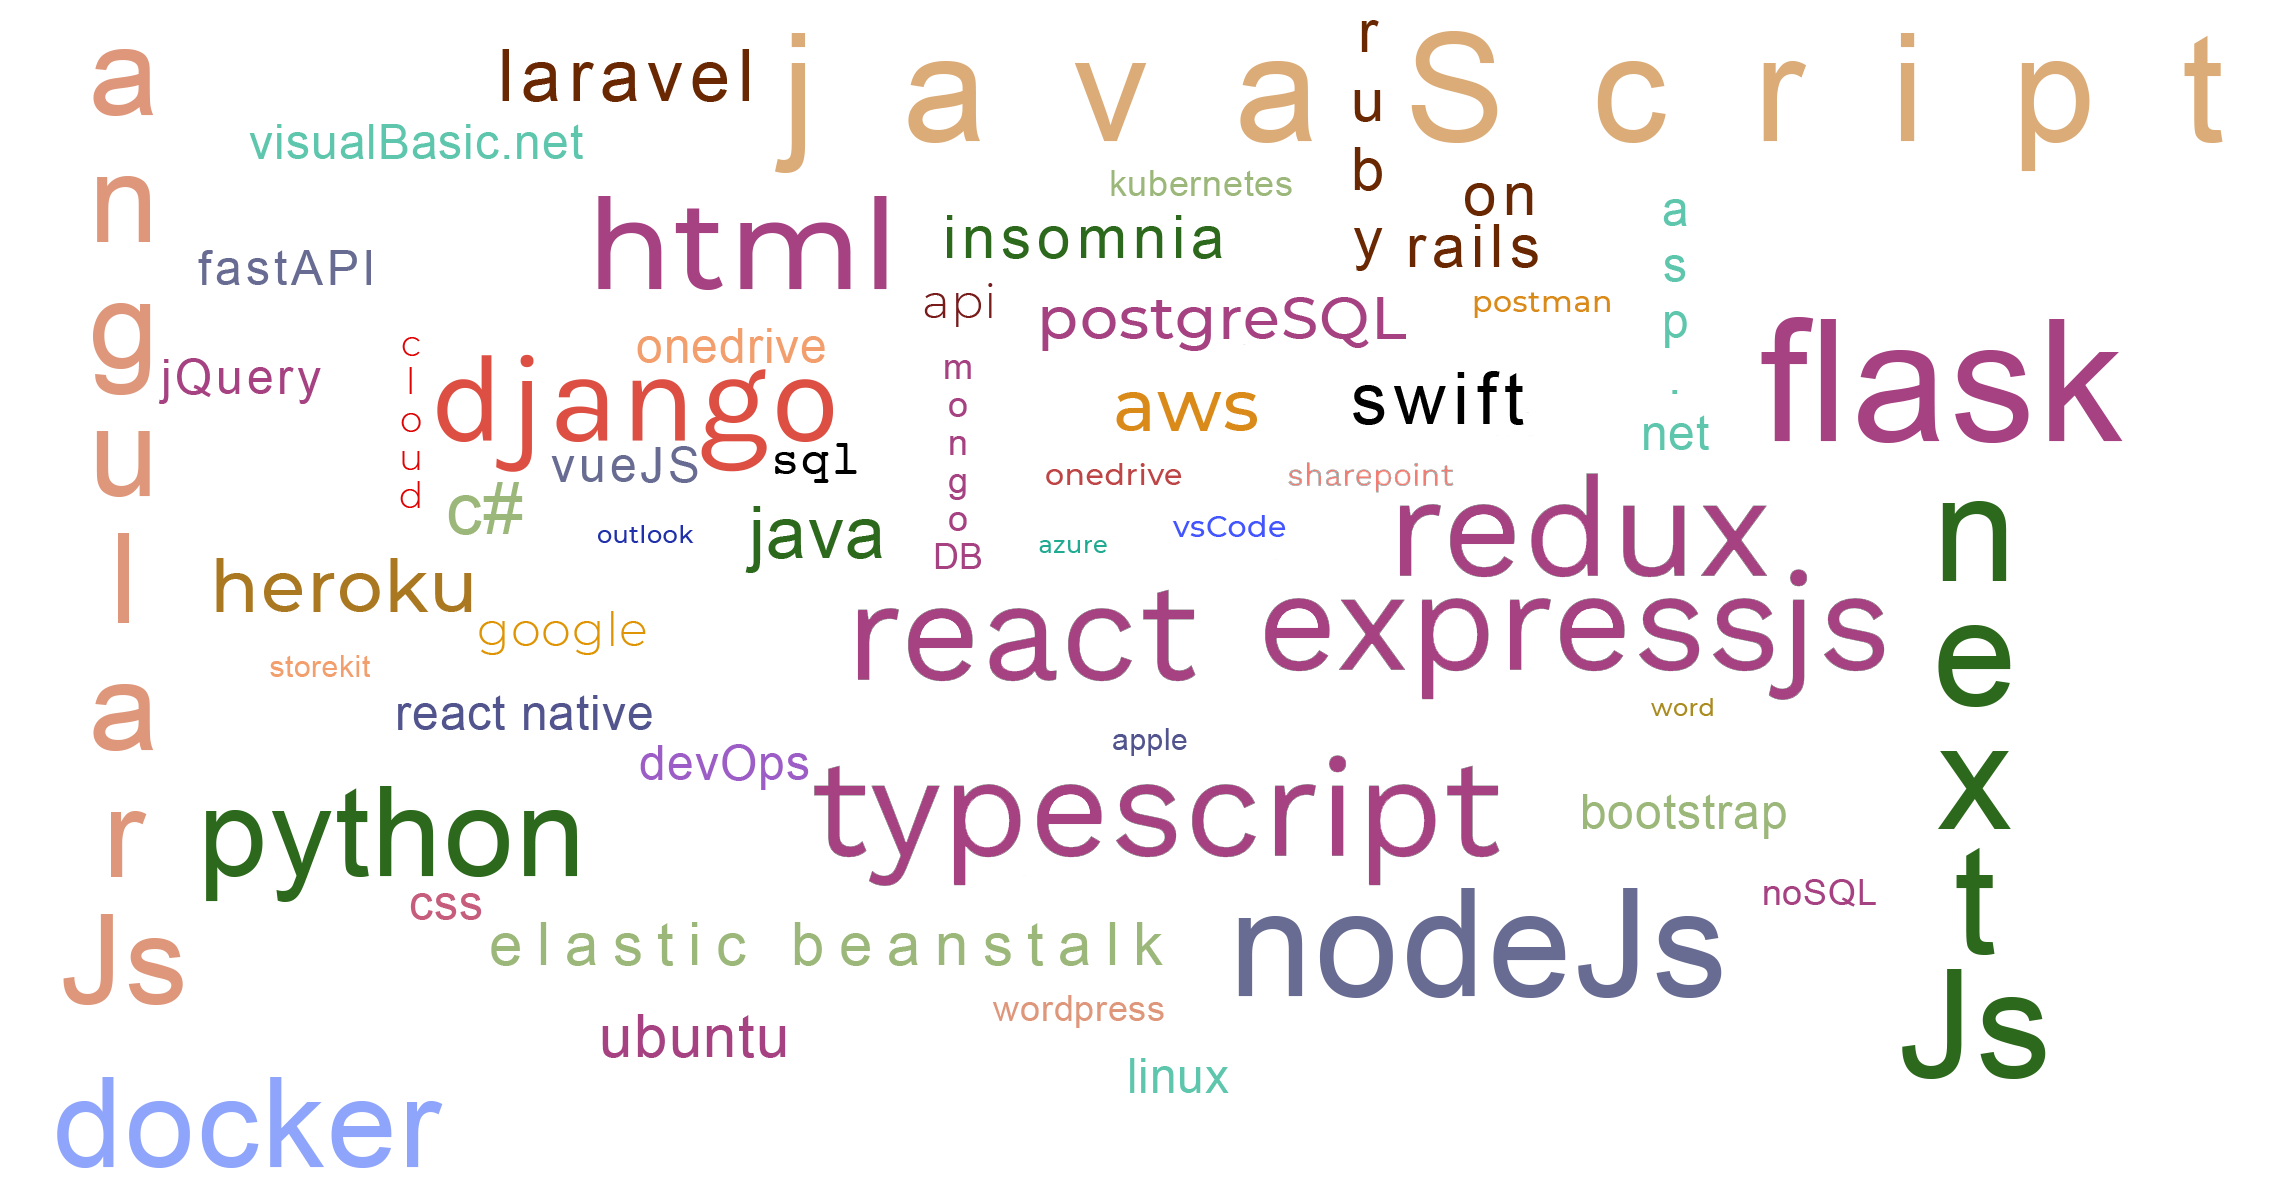 angularJs
laravel
javaScript
ruby
on
rails
visualBasic.net
kubernetes
html
insomnia
asp.net
fastAPI
api
postgreSQL
postman
onedrive
flask
jQuery
cloud
django
mongoDB
aws
swift
vueJS
sql
onedrive
sharepoint
c#
redux
nextJs
outlook
java
azure
vsCode
heroku
google
react
expressjs
storekit
react native
word
apple
devOps
typescript
python
bootstrap
css
noSQL
elastic beanstalk
nodeJs
wordpress
ubuntu
linux
docker